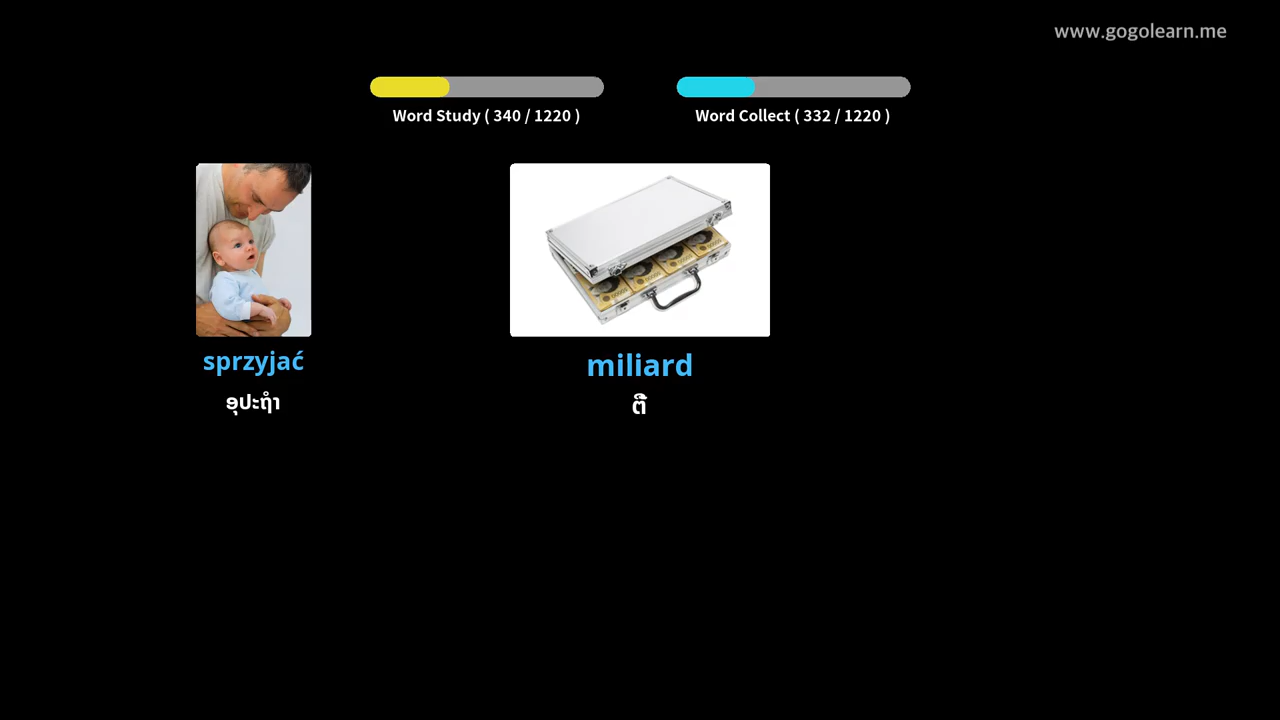 www.gogolearn.me
Word Study ( 340 / 1220 )
Word Collect ( 332 / 1220 )
sprzyjać
ອຸປະຖຳ
miliard
ຕື້